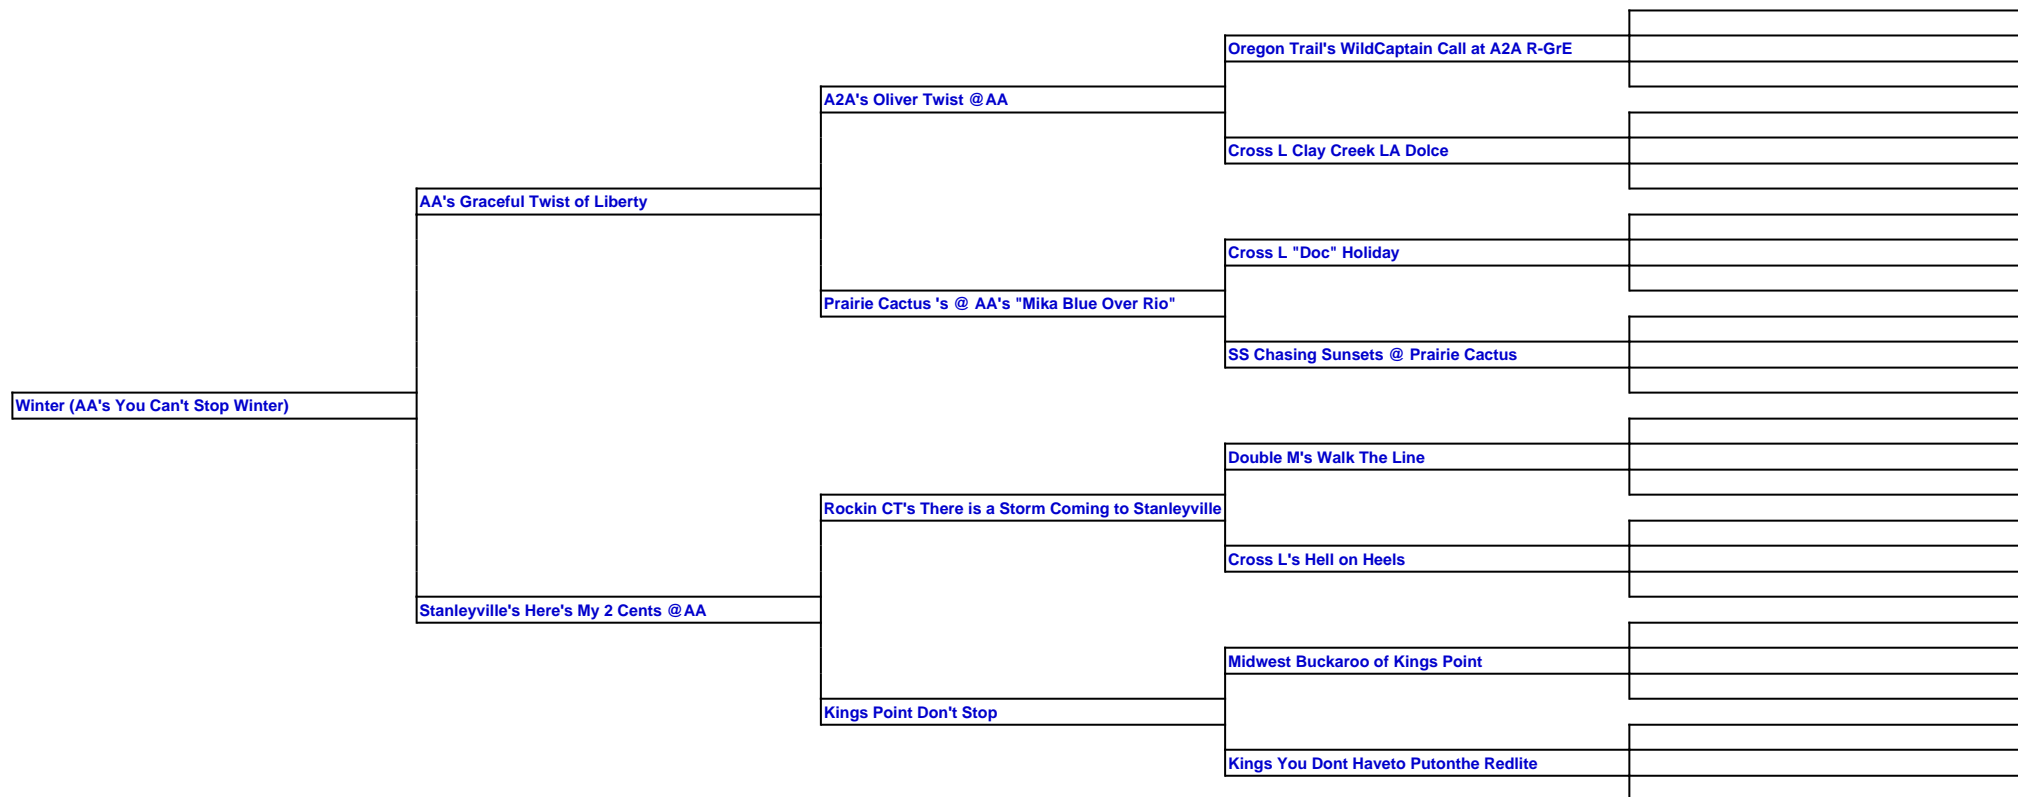 Oregon Trail's WildCaptain Call at A2A R-GrE
A2A's Oliver Twist @AA
Cross L Clay Creek LA Dolce
AA's Graceful Twist of Liberty
Cross L "Doc" Holiday
Prairie Cactus 's @ AA's "Mika Blue Over Rio"
SS Chasing Sunsets @ Prairie Cactus
Winter (AA's You Can't Stop Winter)
Double M's Walk The Line
Rockin CT's There is a Storm Coming to Stanleyville
Cross L's Hell on Heels
Stanleyville's Here's My 2 Cents @AA
Midwest Buckaroo of Kings Point
Kings Point Don't Stop
Kings You Dont Haveto Putonthe Redlite